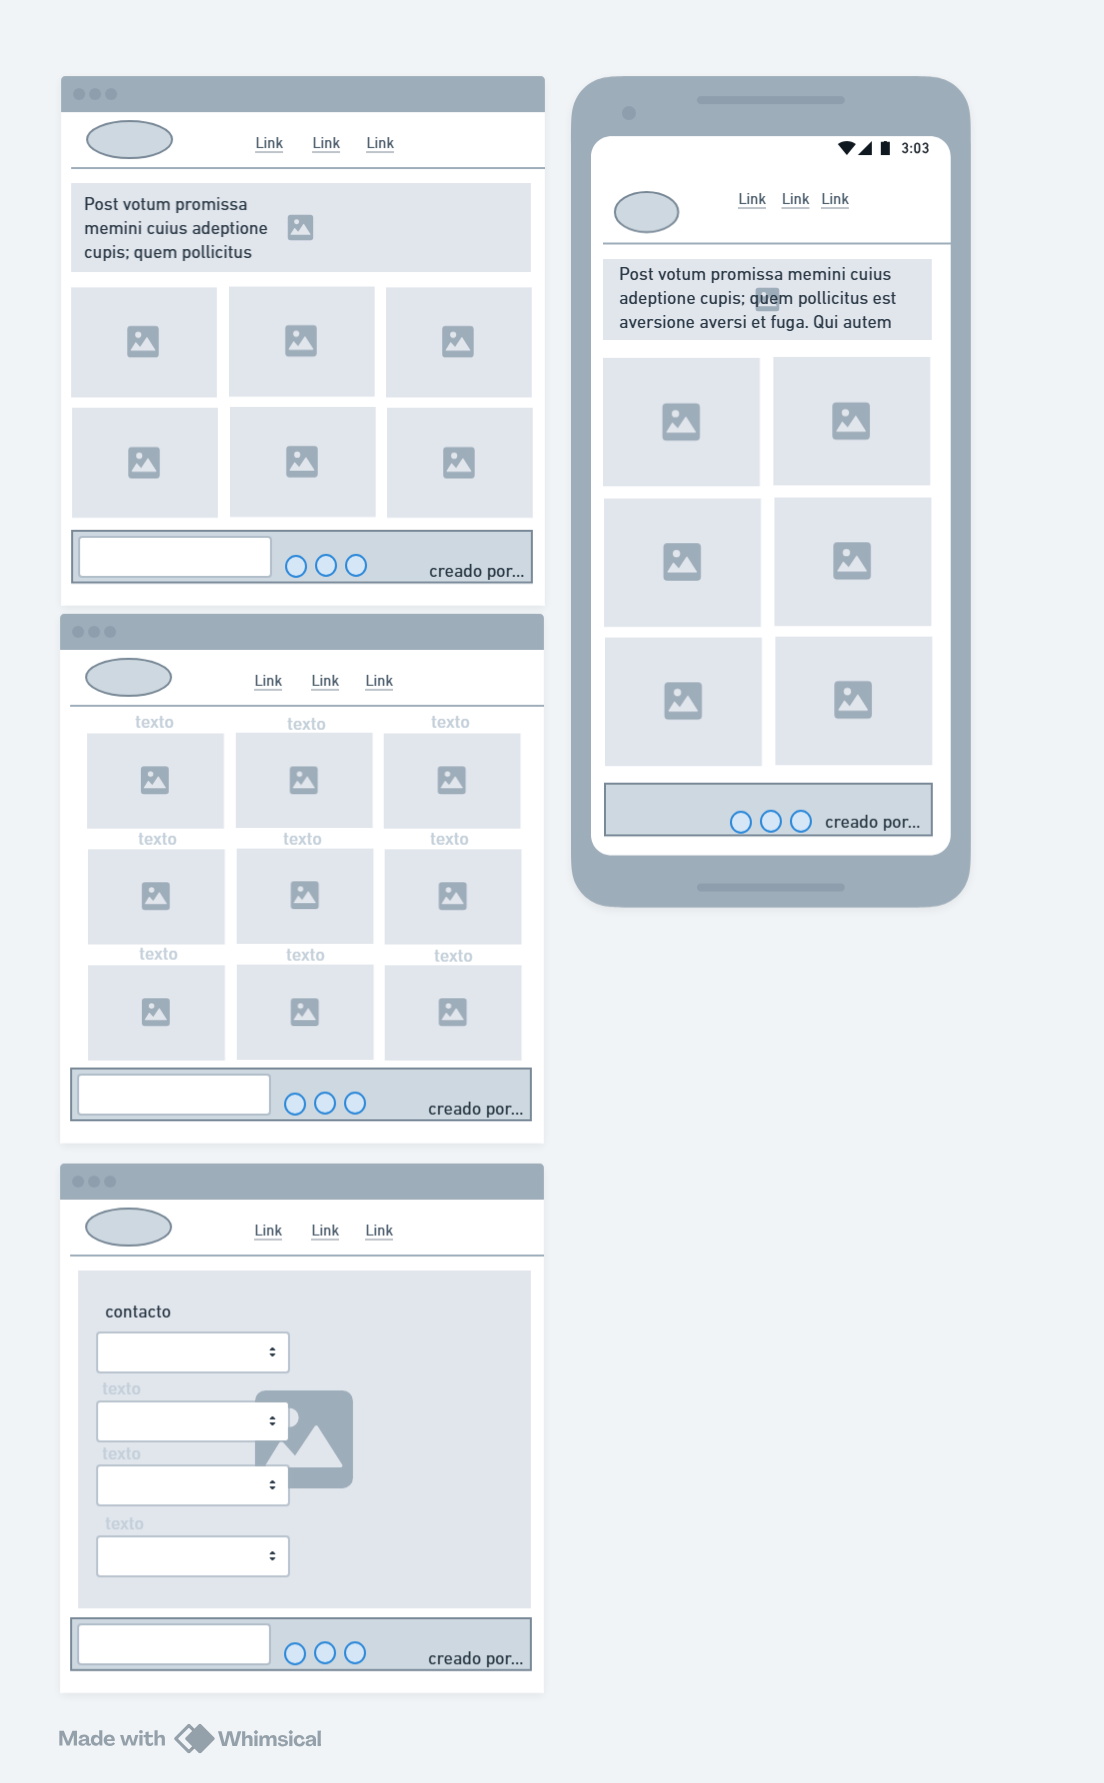 Link Link Link
Post votum promissa
memini cuius adeptione
cupis; quem pollicitus
creado por...
3:03
Link Link Link
Post votum promissa memini cuius
adeptione cupis; quem pollicitus est
aversione aversi et fuga. Qui autem
creado por...
Link Link Link
texto texto texto
texto texto texto
texto texto texto
creado por...
Link Link Link
contacto
texto
texto
texto
creado por...
Made with Whimsical